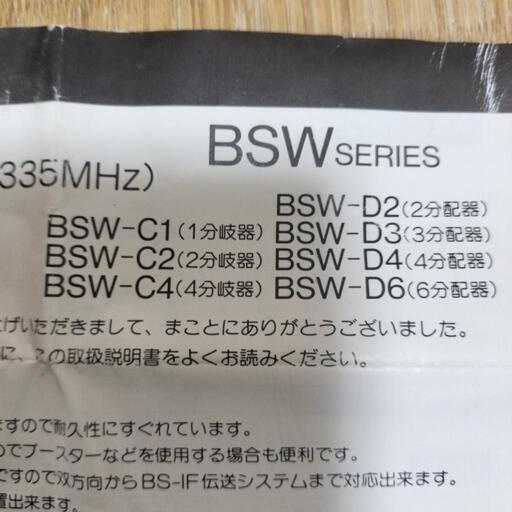 BSW SERIES
335MHz)
BSW-D2(2分配器)
BSW-C1(1分岐器) BSW-D3(3分配器)
BSW-C2(2分岐器) BSW-D4(4分配器)
BSW-C4(4分岐器) BSW-D6(6分配器)
げいただきまして、まことにありがとうございました。
に、この取扱説明書をよくお読みください。
ますので耐久性にすぐれています。
のでブースターなどを使用する場合も便利です。
ですので双方向からBS-IF伝送システムまで対応出来ます。
置出来ます。